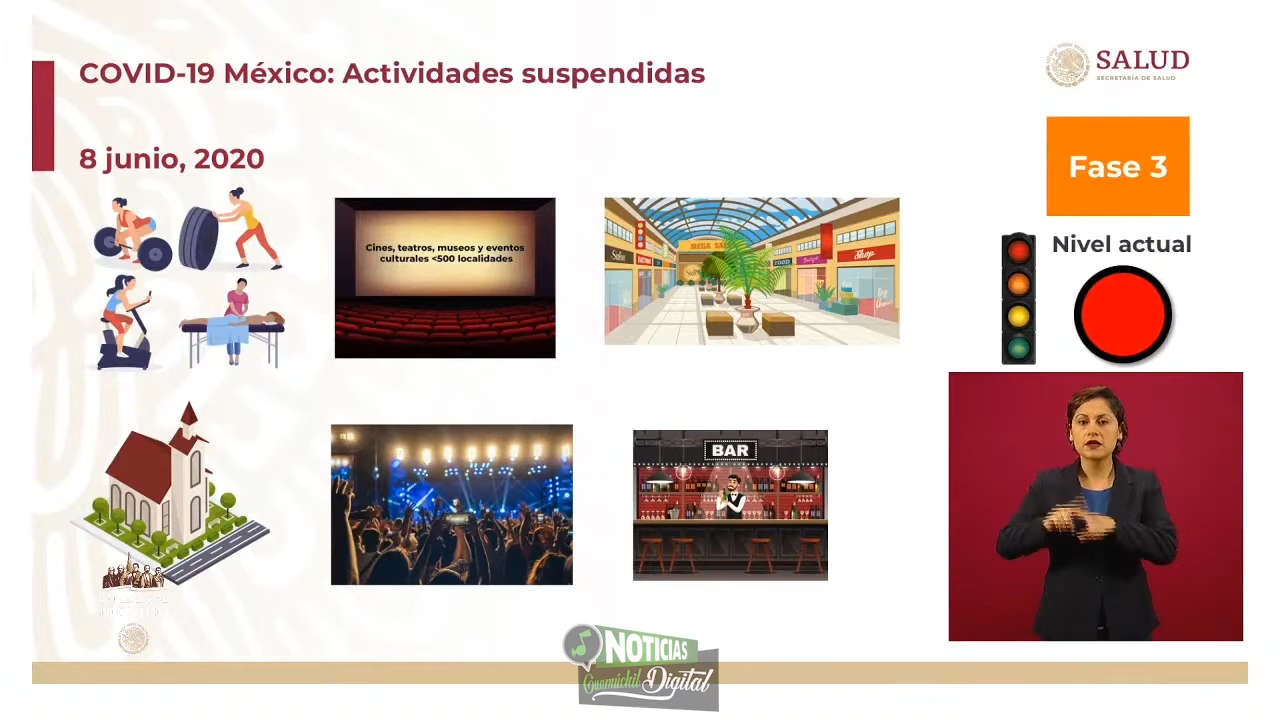 COVID-19 México: Actividades suspendidas
SALUD
SECRETARÍA DE SALUD
8 junio, 2020
Fase 3
Nivel actual
Cines, teatros, museos y eventos
culturales <500 localidades
Shop
FOOD
BAR
NOTICIAS
Guamúchil Digital